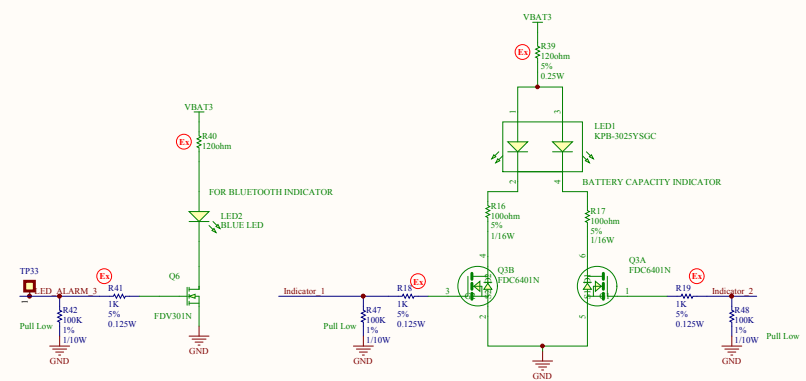 VBAT3
Ex
R39
120ohm
5%
0.25W
1
3
LED1
KPB-3025YSGC
2
4
BATTERY CAPACITY INDICATOR
R16
100ohm
5%
1/16W
R17
100ohm
5%
1/16W
4
Q3B
FDC6401N
3
2
6
Q3A
FDC6401N
1
5
GND
VBAT3
Ex
R40
120ohm
FOR BLUETOOTH INDICATOR
LED2
BLUE LED
Q6
FDV301N
GND
TP33
1
LED_ALARM_3
Ex
R41
1K
5%
0.125W
R42
100K
1%
1/10W
Pull Low
GND
Indicator_1
Ex
R18
1K
5%
0.125W
R47
100K
1%
1/10W
Pull Low
GND
Ex
R19
1K
5%
0.125W
Indicator_2
R48
100K
1%
1/10W
Pull Low
GND